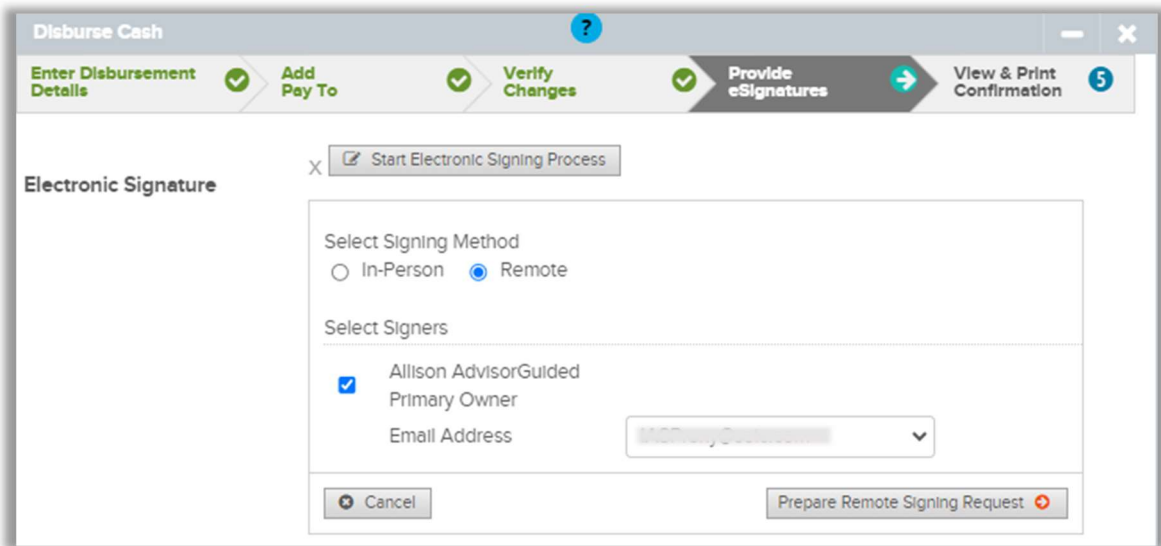 Disburse Cash ?
Enter Disbursement Details
Add Pay To
Verify Changes
Provide eSignatures
View & Print Confirmation 5
Electronic Signature
X Start Electronic Signing Process
Select Signing Method
In-Person Remote
Select Signers
Allison AdvisorGuided
Primary Owner
Email Address
Cancel Prepare Remote Signing Request